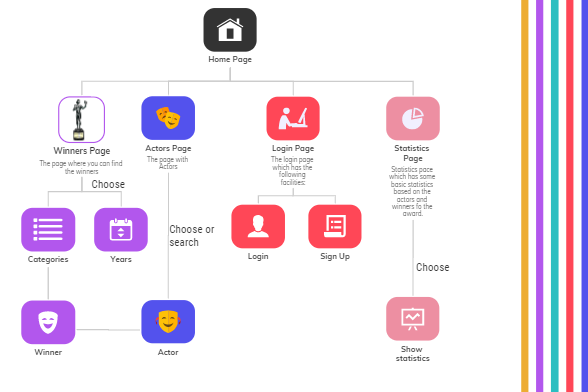 Home Page
Winners Page
The page where you can find
the winners
Actors Page
The page with
Actors
Login Page
The login page
which has the
following
facilities:
Statistics
Page
Statistics pace
which has some
basic statistics
based on the
actors and
winners fo the
award.
Choose
Categories
Years
Choose or
search
Login
Sign Up
Choose
Winner
Actor
Show
statistics